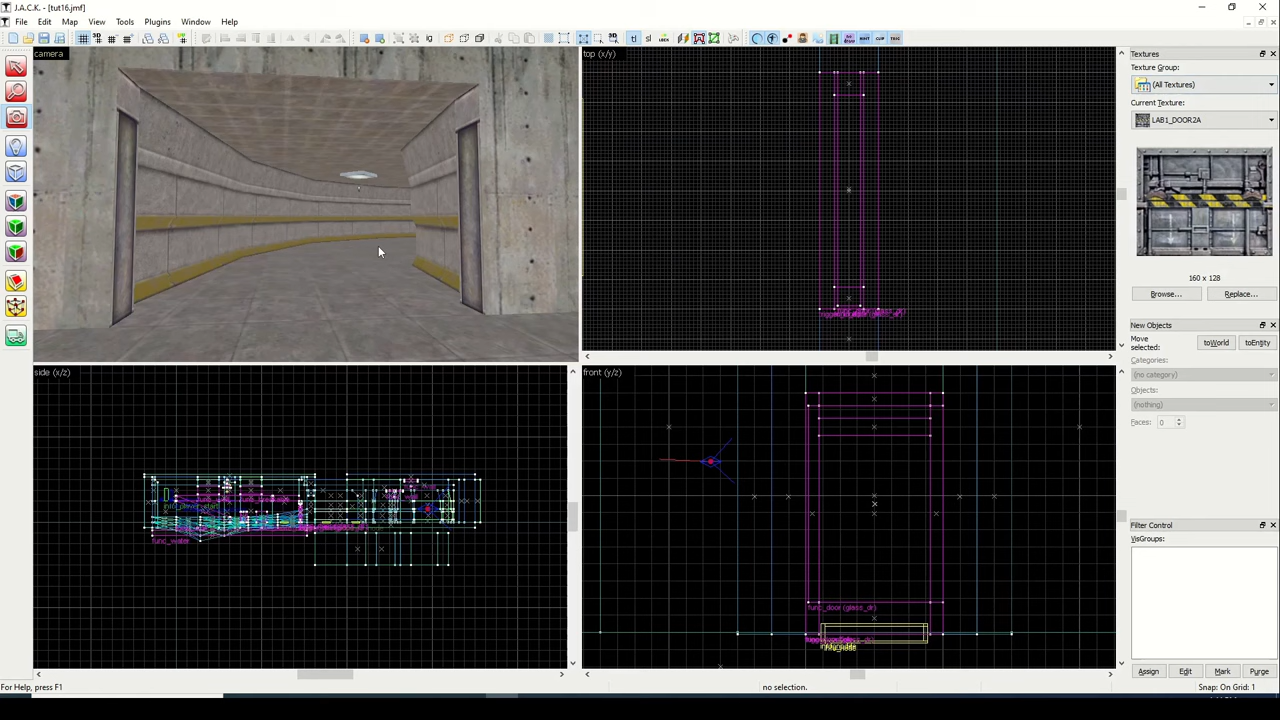 J.A.C.K. - [tut16.jmf]
File Edit Map View Tools Plugins Window Help
camera
top (x/y)
side (x/z)
func_water
front (y/z)
func_door (glass_dr)
Textures
Texture Group:
(All Textures)
Current Texture:
LAB1_DOOR2A
160 x 128
Browse...
Replace...
New Objects
Move selected:
toWorld
toEntity
Categories:
(no category)
Objects:
(nothing)
Faces: 0
Filter Control
VisGroups:
Assign
Edit
Mark
Purge
For Help, press F1
no selection.
Snap: On Grid: 1